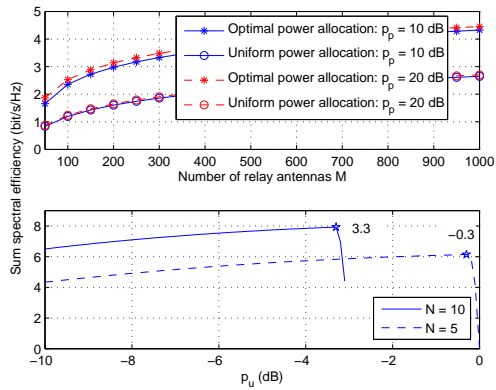 5
4
3
2
1
0
Optimal power allocation: p_p = 10 dB
Uniform power allocation: p_p = 10 dB
Optimal power allocation: p_p = 20 dB
Uniform power allocation: p_p = 20 dB
100 200 300 400 500 600 700 800 900 1000
Number of relay antennas M
Sum spectral efficiency (bit/s/Hz)
8
6
4
2
0
3.3
−0.3
N = 10
N = 5
−10 −8 −6 −4 −2 0
p_u (dB)